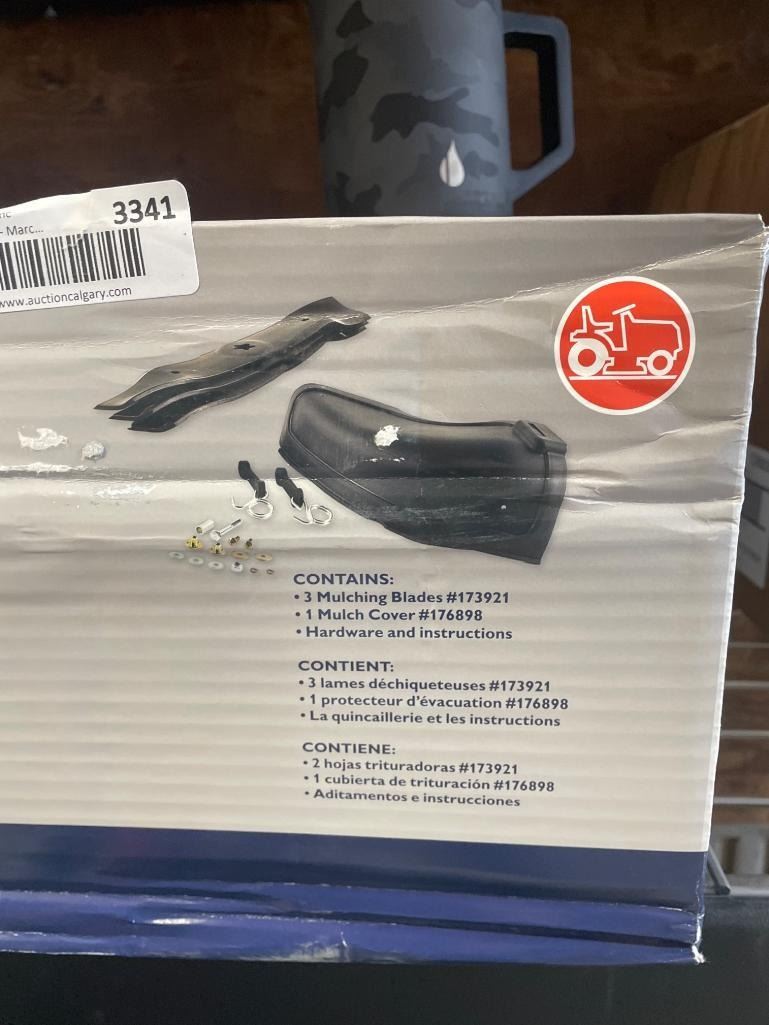 3341
- Marc...
www.auctioncalgary.com
CONTAINS:
• 3 Mulching Blades #173921
• 1 Mulch Cover #176898
• Hardware and instructions
CONTIENT:
• 3 lames déchiqueteuses #173921
• 1 protecteur d'évacuation #176898
• La quincaillerie et les instructions
CONTIENE:
• 2 hojas trituradoras #173921
• 1 cubierta de trituración #176898
• Aditamentos e instrucciones